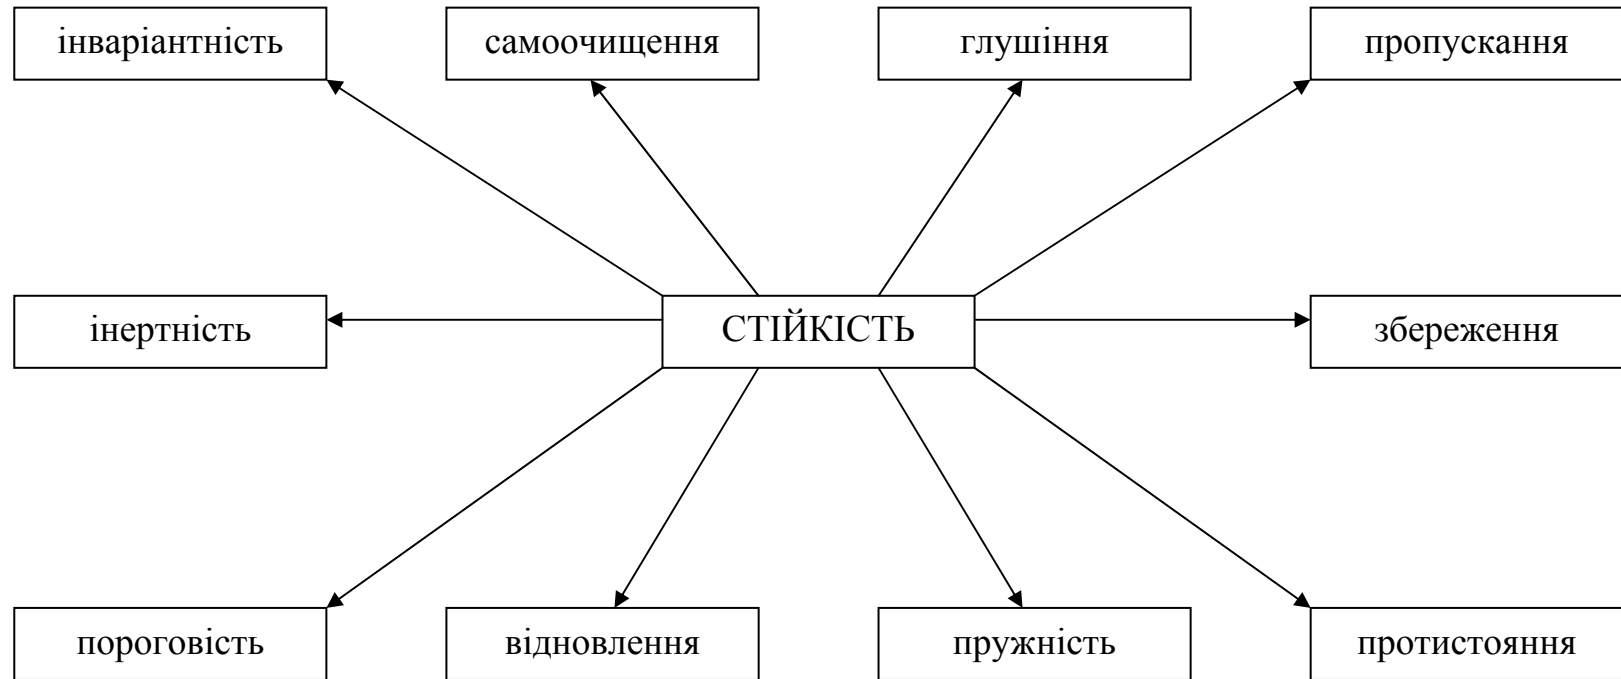 інваріантність
самоочищення
глушіння
пропускання
інертність
СТІЙКІСТЬ
збереження
пороговість
відновлення
пружність
протистояння